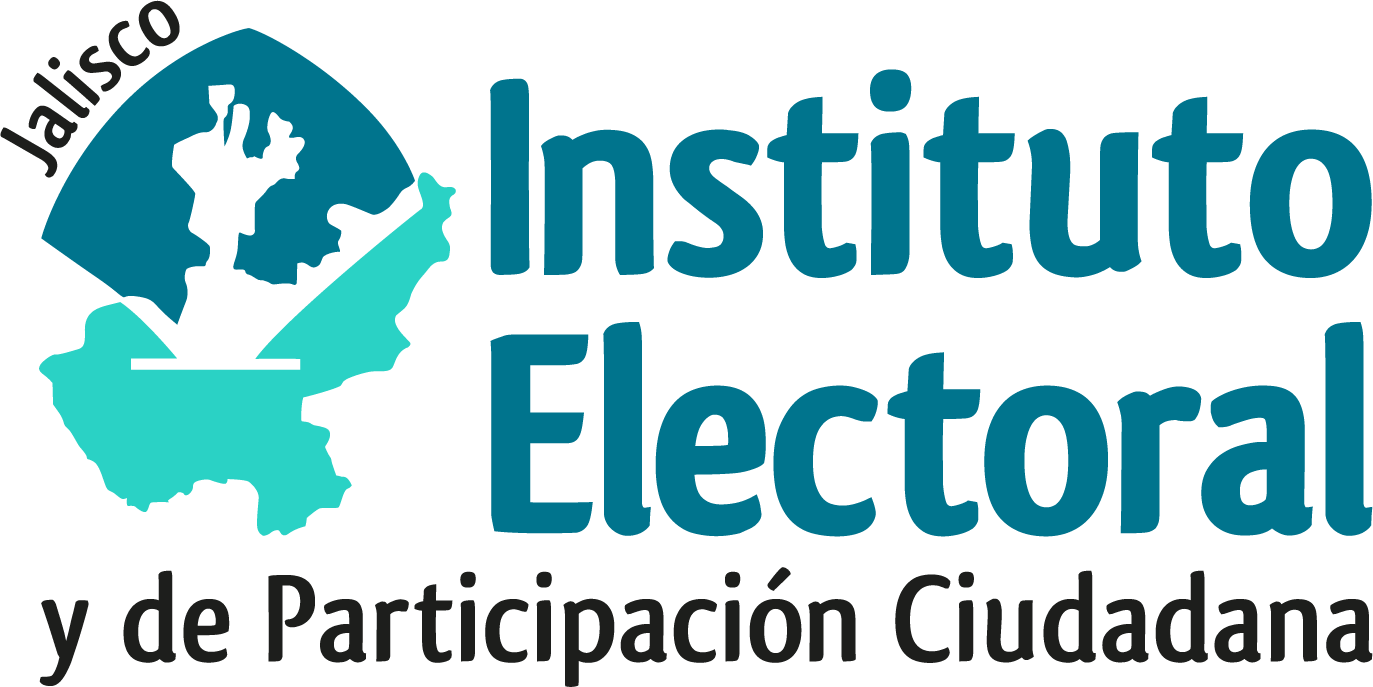 Jalisco
Instituto
Electoral
y de Participación Ciudadana